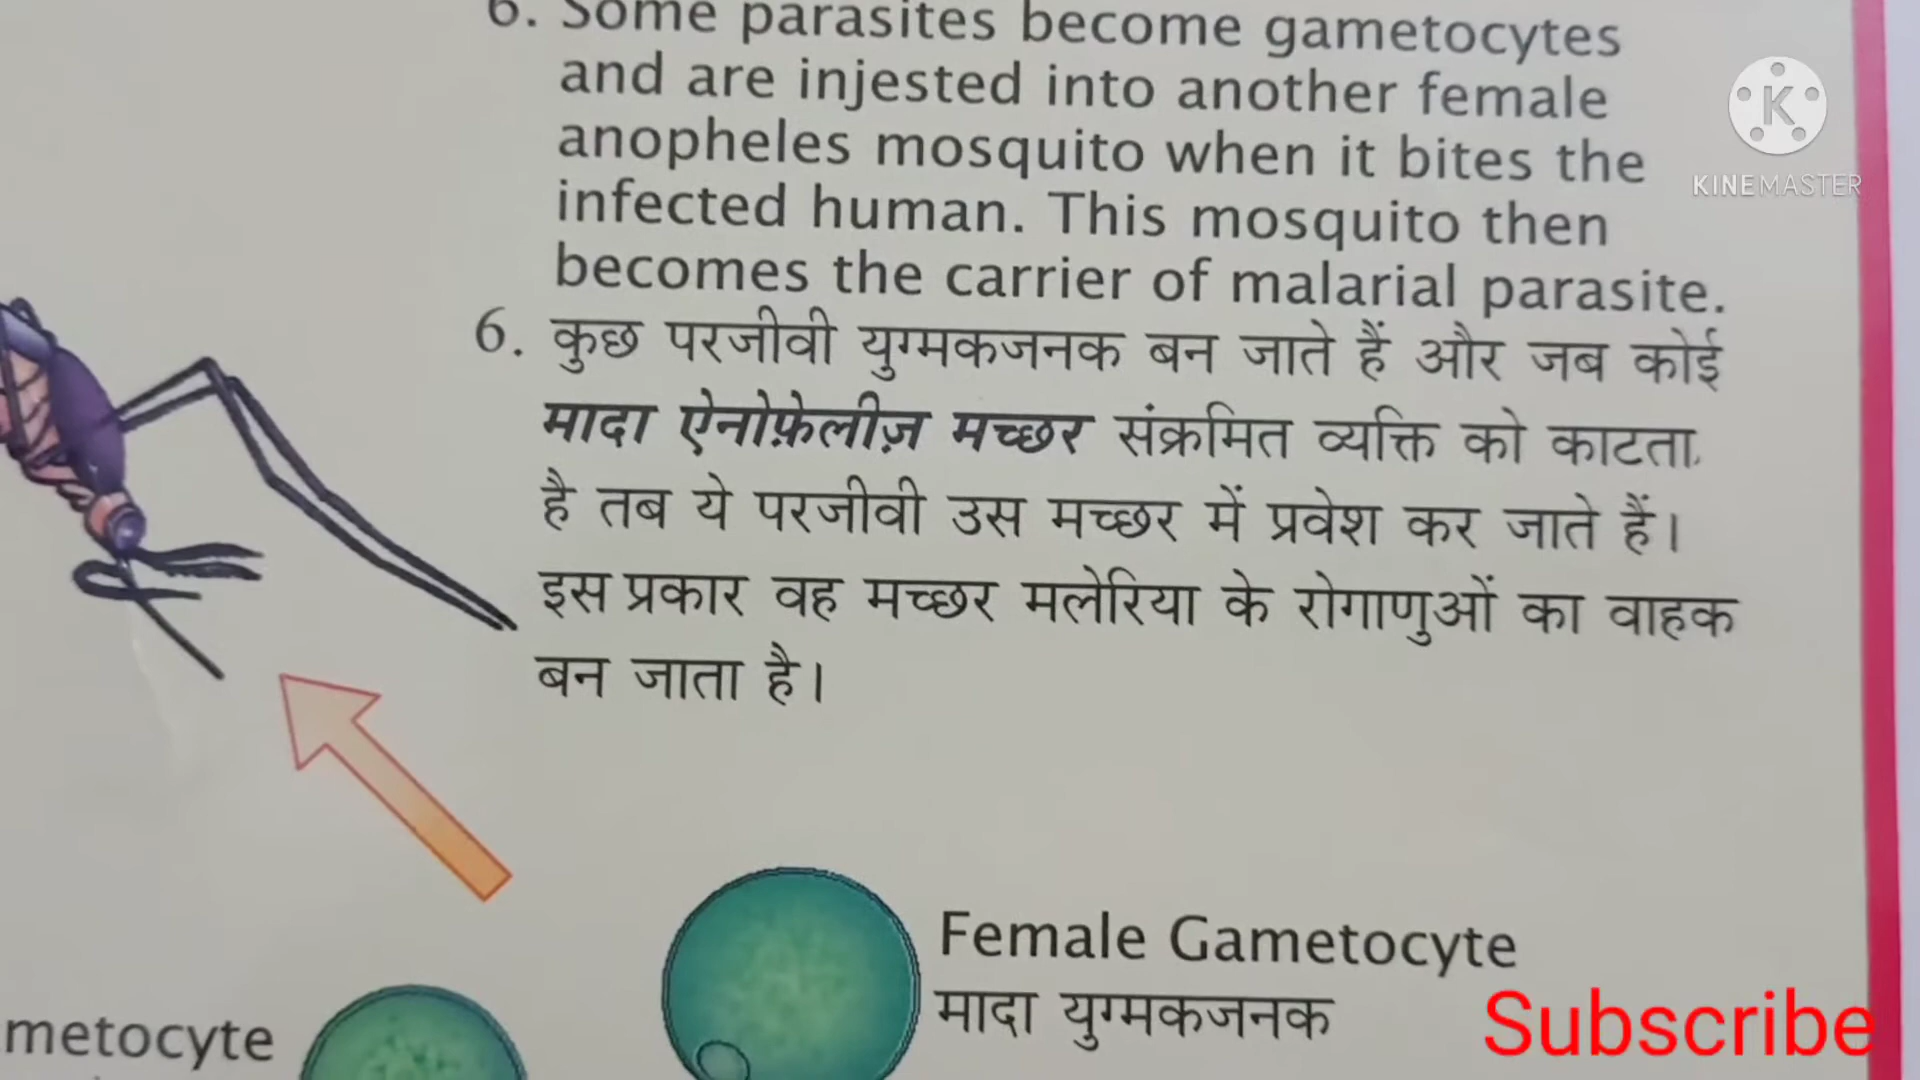 6. Some parasites become gametocytes
and are injested into another female
anopheles mosquito when it bites the
infected human. This mosquito then
becomes the carrier of malarial parasite.
6. कुछ परजीवी युग्मकजनक बन जाते हैं और जब कोई
मादा ऐनोफ़ेलीज़ मच्छर संक्रमित व्यक्ति को काटता
है तब ये परजीवी उस मच्छर में प्रवेश कर जाते हैं।
इस प्रकार वह मच्छर मलेरिया के रोगाणुओं का वाहक
बन जाता है।
K
KINEMASTER
Female Gametocyte
मादा युग्मकजनक
metocyte
Subscribe